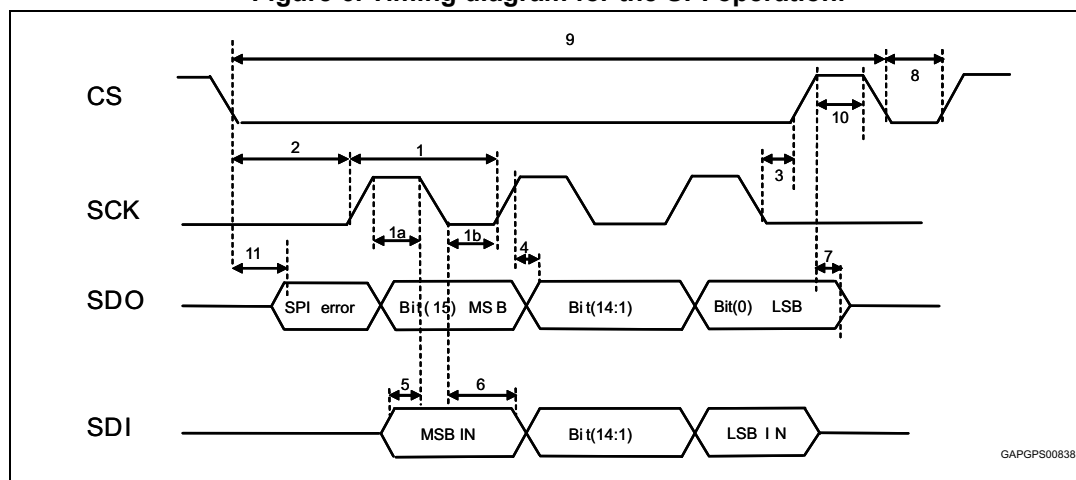 Figure 6. Timing diagram for the SPI operation.
9
8
CS
10
2
1
3
SCK
1a
1b
4
11
7
SDO
SPI error
Bit(15) MSB
Bit(14:1)
Bit(0) LSB
5
6
SDI
MSB IN
Bit(14:1)
LSB IN
GAPGPS00838